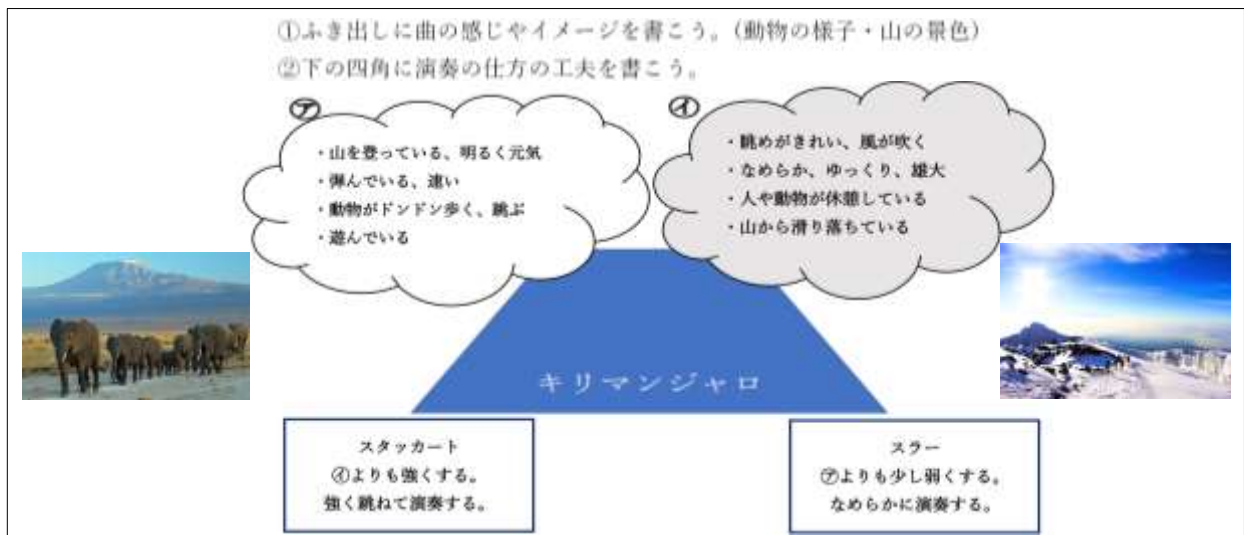 ①ふき出しに曲の感じやイメージを書こう。(動物の様子・山の景色)
②下の四角に演奏の仕方の工夫を書こう。
㋐
・山を登っている、明るく元気
・弾んでいる、速い
・動物がドンドン歩く、跳ぶ
・遊んでいる
㋑
・眺めがきれい、風が吹く
・なめらか、ゆっくり、雄大
・人や動物が休憩している
・山から滑り落ちている
キリマンジャロ
スタッカート
㋑よりも強くする。
強く跳ねて演奏する。
スラー
㋐よりも少し弱くする。
なめらかに演奏する。